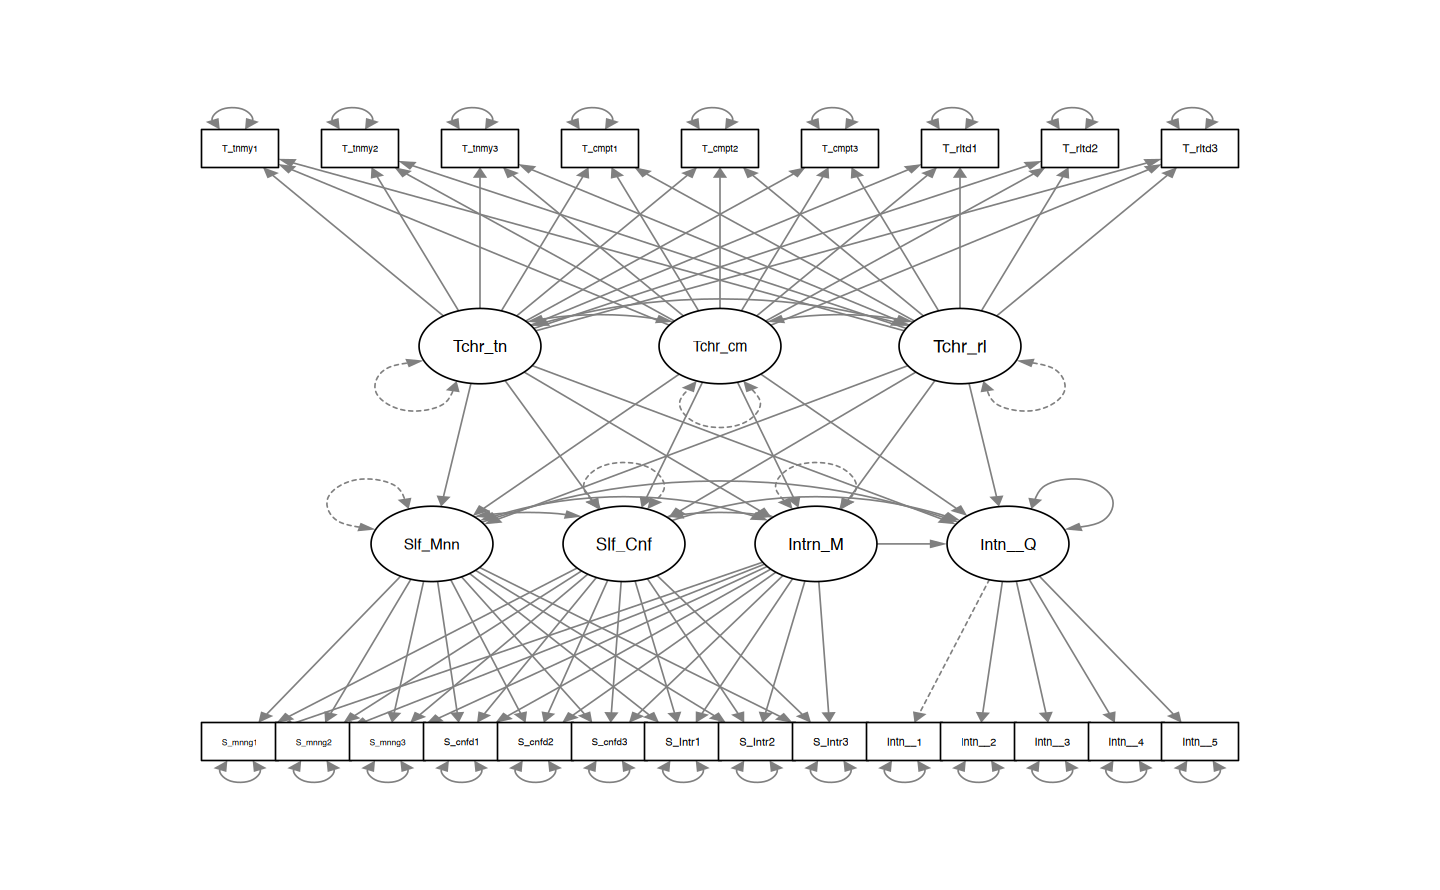 T_tnmy1 T_tnmy2 T_tnmy3 T_cmpt1 T_cmpt2 T_cmpt3 T_rltd1 T_rltd2 T_rltd3
Tchr_tn Tchr_cm Tchr_rl
Slf_Mnn Slf_Cnf Intrn_M Intn__Q
S_mnng1 S_mnng2 S_mnng3 S_cnfd1 S_cnfd2 S_cnfd3 S_Intr1 S_Intr2 S_Intr3 Intn__1 Intn__2 Intn__3 Intn__4 Intn__5